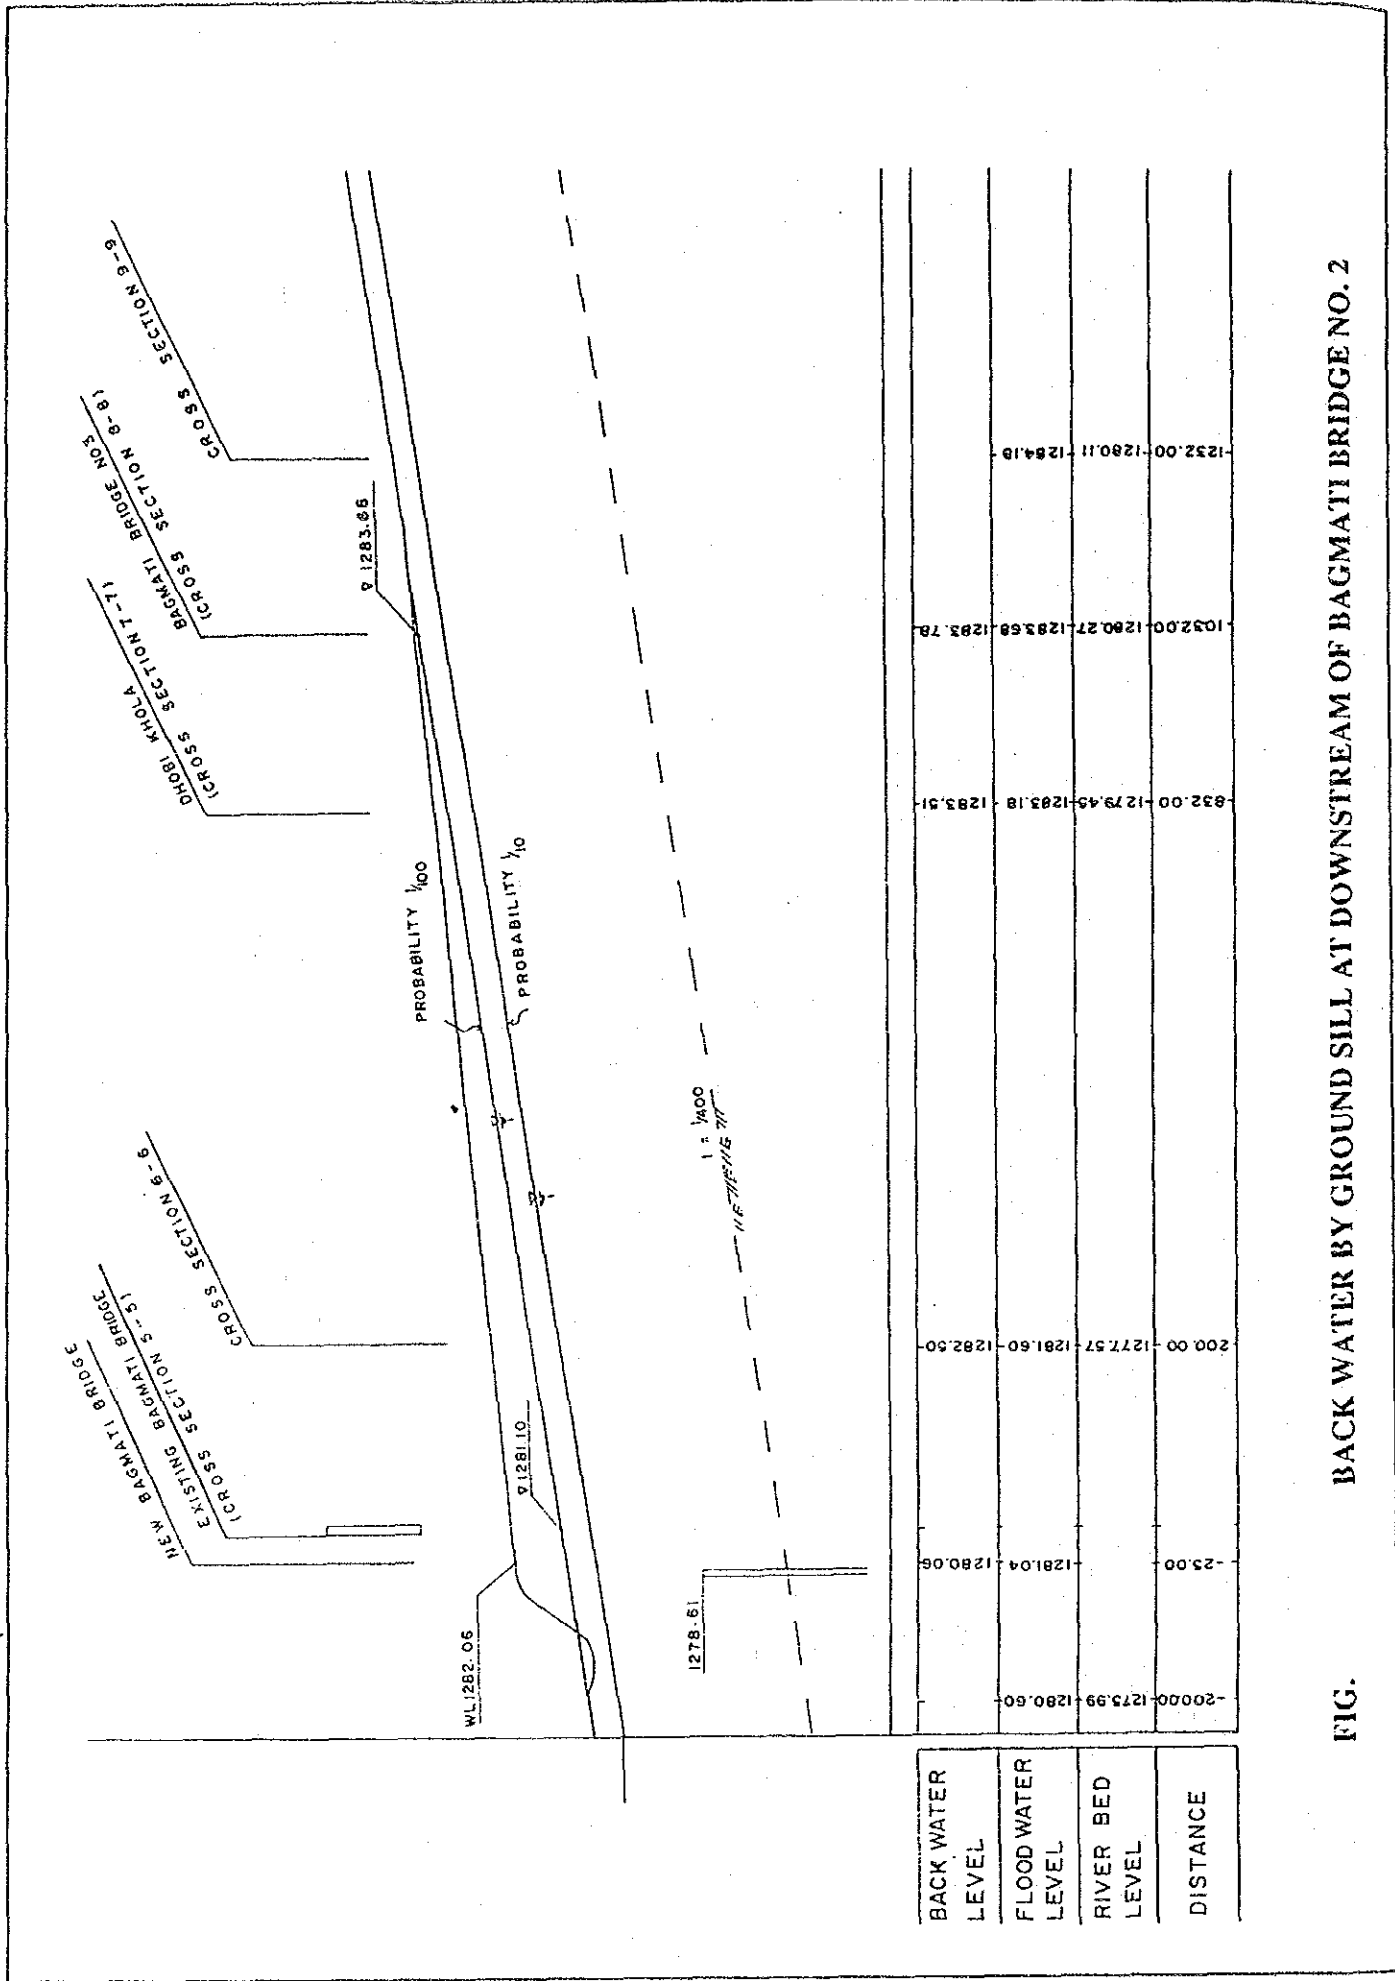 NEW BAGMATI BRIDGE
EXISTING BAGMATI BRIDGE
(CROSS SECTION 5-5)
CROSS SECTION 6-6
DHOBI KHOLA
(CROSS SECTION 7-7)
BAGMATI BRIDGE NO3
(CROSS SECTION 8-8)
CROSS SECTION 9-9
WL1282.06
1281.10
1283.66
PROBABILITY 1/100
PROBABILITY 1/10
1278.61
I = 1/400
BACK WATER
LEVEL
1280.06
1282.50
1283.51
1283.78
FLOOD WATER
LEVEL
1280.60
1281.04
1281.60
1283.18
1283.68
1284.18
RIVER BED
LEVEL
1275.99
1277.57
1279.45
1280.27
1280.11
DISTANCE
-200.00
-25.00
200.00
832.00
1032.00
1232.00
FIG. BACK WATER BY GROUND SILL AT DOWNSTREAM OF BAGMATI BRIDGE NO. 2